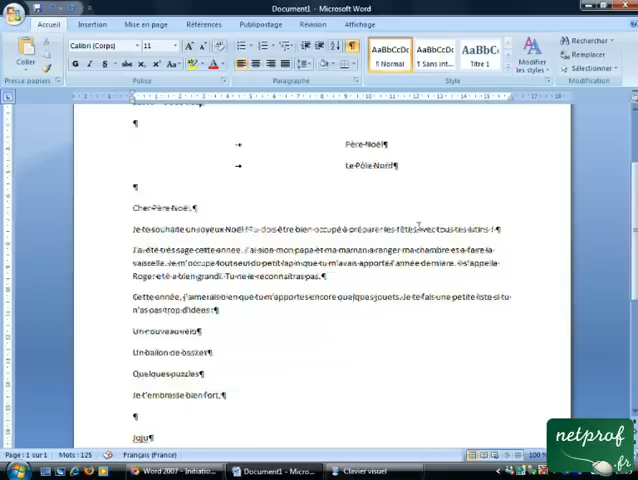 Document1 - Microsoft Word
Accueil Insertion Mise en page Références Publipostage Révision Affichage
Coller
Calibri (Corps) 11
AaBbCcDc AaBbCcDc AaBbC
¶ Normal ¶ Sans int... Titre 1
Modifier les styles
Rechercher
Remplacer
Sélectionner
Presse-papiers Police Paragraphe Style Modification
¶
→ Père·Noël¶
→ Le·Pôle·Nord¶
¶
Cher·Père·Noël,¶
Je·te·souhaite·un·joyeux·Noël·!·Tu·dois·être·bien·occupé·à·préparer·les·fêtes·avec·tous·tes·lutins·!·¶
J'ai·été·très·sage·cette·année.·J'ai·aidé·mon·papa·et·ma·maman·à·ranger·ma·chambre·et·à·faire·la·
vaisselle.·Je·m'occupe·tout·seul·du·petit·lapin·que·tu·m'avais·apporté·l'année·dernière.·Il·s'appelle·
Roger·et·a·bien·grandi.·Tu·ne·le·reconnaitras·pas.¶
Cette·année,·j'aimerais·bien·que·tu·m'apportes·encore·quelques·jouets.·Je·te·fais·une·petite·liste·si·tu·
n'as·pas·trop·d'idées·!¶
Un·nouveau·vélo¶
Un·ballon·de·basket¶
Quelques·puzzles¶
Je·t'embrasse·bien·fort,¶
¶
Juju¶
Page : 1 sur 1 Mots : 125 Français (France) 100 %
Word 2007 - Initiatio... Document1 - Micro... Clavier visuel
netprof
.fr